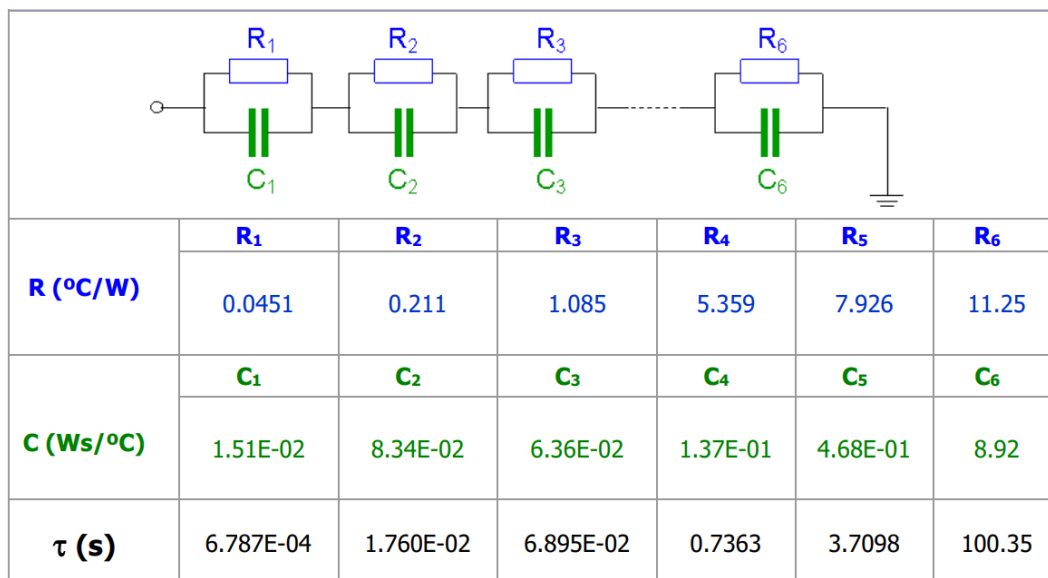 R1 R2 R3 R6
C1 C2 C3 C6
R1 R2 R3 R4 R5 R6
R (ºC/W) 0.0451 0.211 1.085 5.359 7.926 11.25
C1 C2 C3 C4 C5 C6
C (Ws/ºC) 1.51E-02 8.34E-02 6.36E-02 1.37E-01 4.68E-01 8.92
τ (s) 6.787E-04 1.760E-02 6.895E-02 0.7363 3.7098 100.35